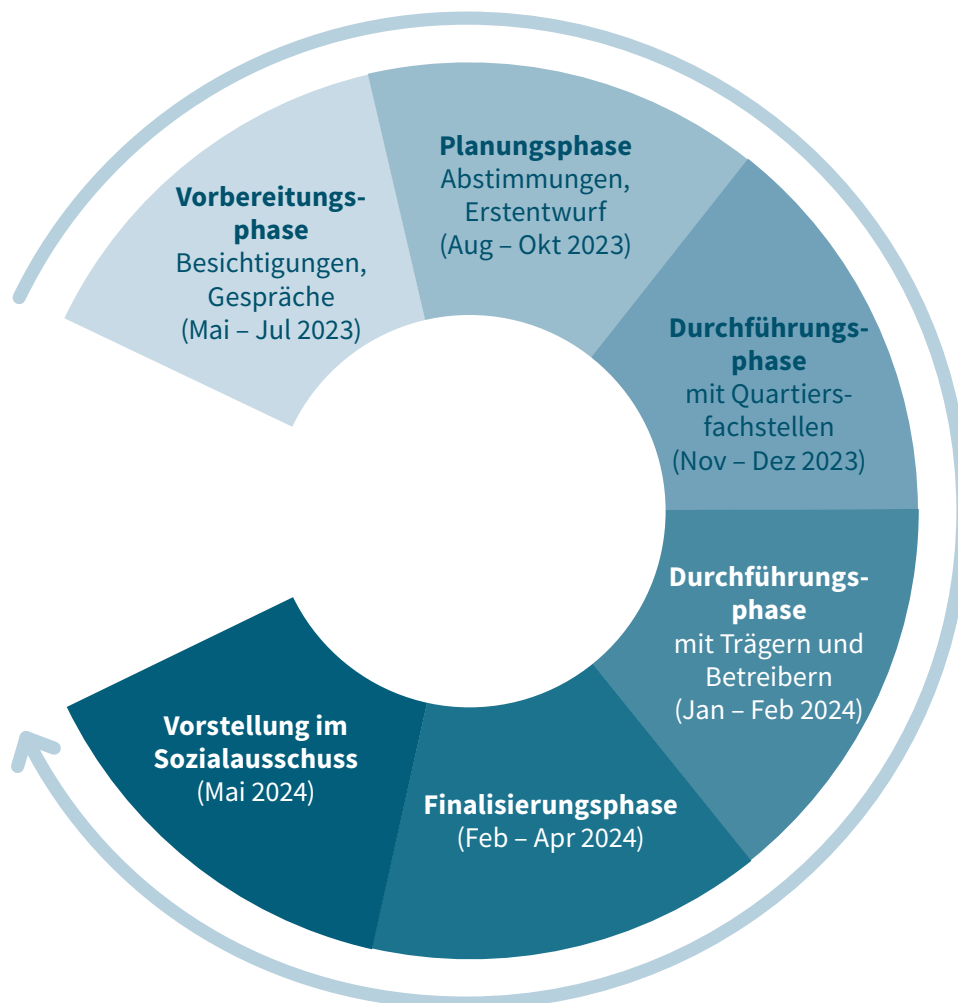 Vorbereitungs-
phase
Besichtigungen,
Gespräche
(Mai – Jul 2023)
Planungsphase
Abstimmungen,
Erstentwurf
(Aug – Okt 2023)
Durchführungs-
phase
mit Quartiers-
fachstellen
(Nov – Dez 2023)
Durchführungs-
phase
mit Trägern und
Betreibern
(Jan – Feb 2024)
Finalisierungsphase
(Feb – Apr 2024)
Vorstellung im
Sozialausschuss
(Mai 2024)